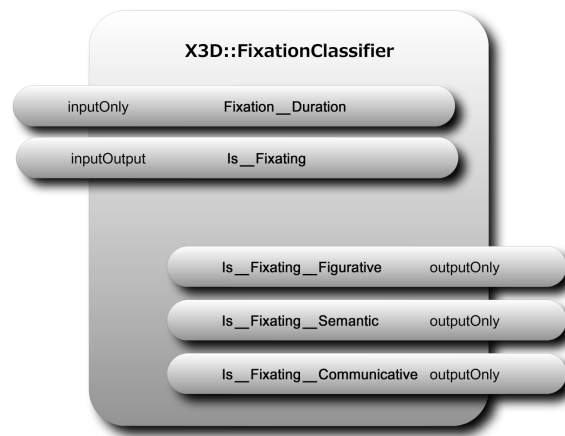 X3D::FixationClassifier
inputOnly Fixation__Duration
inputOutput Is__Fixating
Is__Fixating__Figurative outputOnly
Is__Fixating__Semantic outputOnly
Is__Fixating__Communicative outputOnly